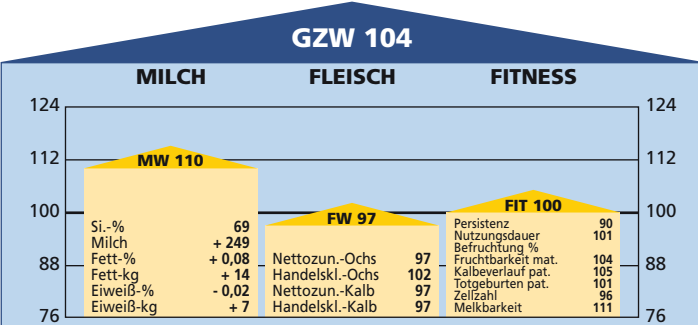 GZW 104
MILCH FLEISCH FITNESS
124 124
112 112
100 100
88 88
76 76
MW 110
Si.-% 69
Milch + 249
Fett-% + 0,08
Fett-kg + 14
Eiweiß-% - 0,02
Eiweiß-kg + 7
FW 97
Nettozun.-Ochs 97
Handelskl.-Ochs 102
Nettozun.-Kalb 97
Handelskl.-Kalb 97
FIT 100
Persistenz 90
Nutzungsdauer 101
Befruchtung %
Fruchtbarkeit mat. 104
Kalbeverlauf pat. 105
Totgeburten pat. 101
Zellzahl 96
Melkbarkeit 111